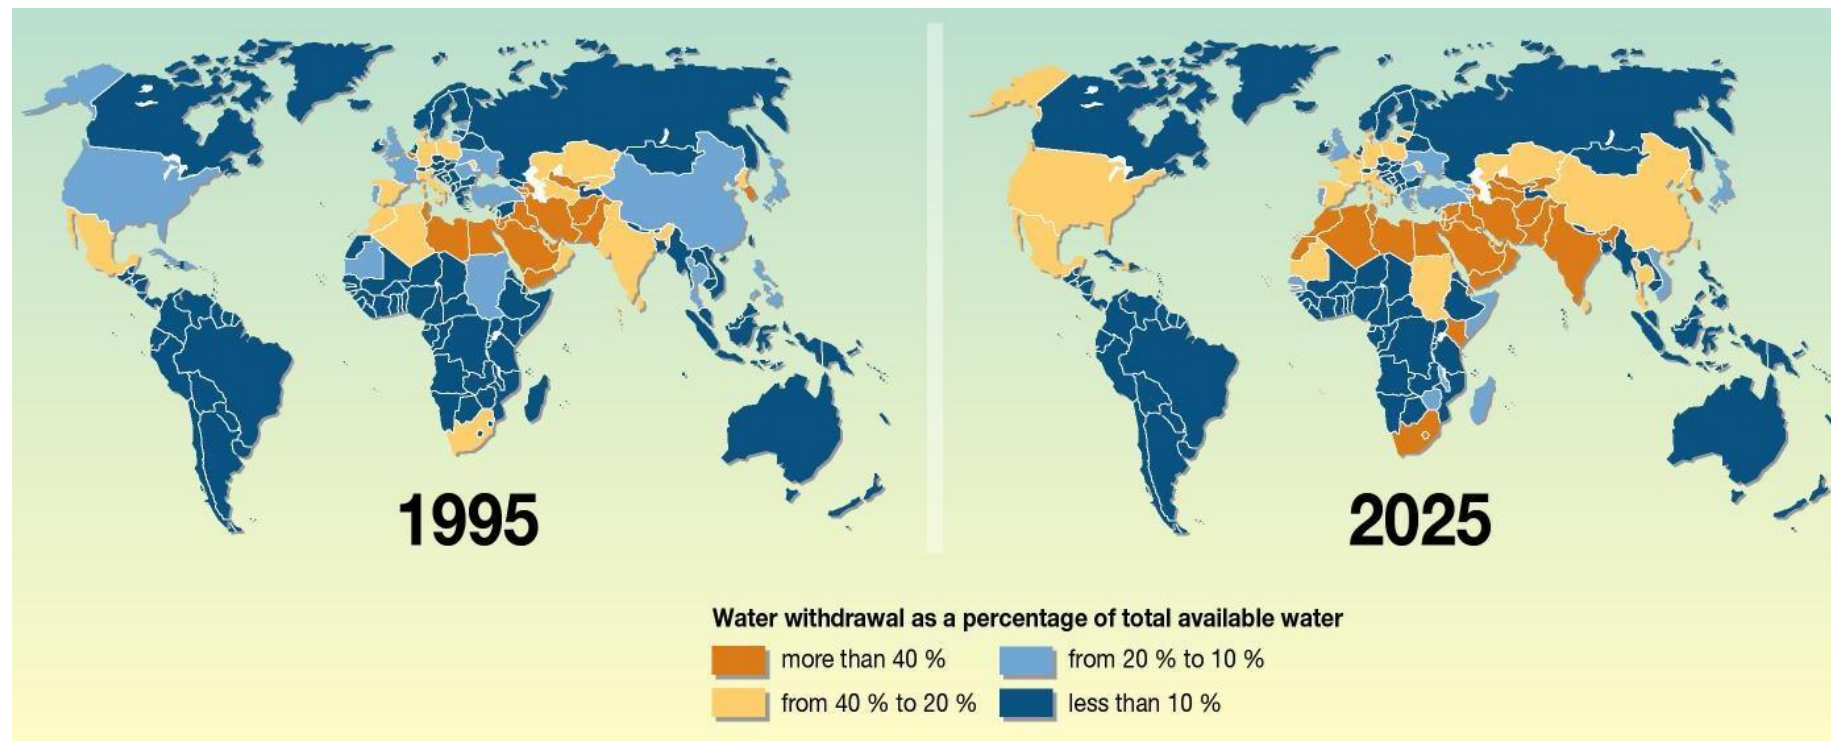 1995
2025
Water withdrawal as a percentage of total available water
more than 40 %
from 20 % to 10 %
from 40 % to 20 %
less than 10 %